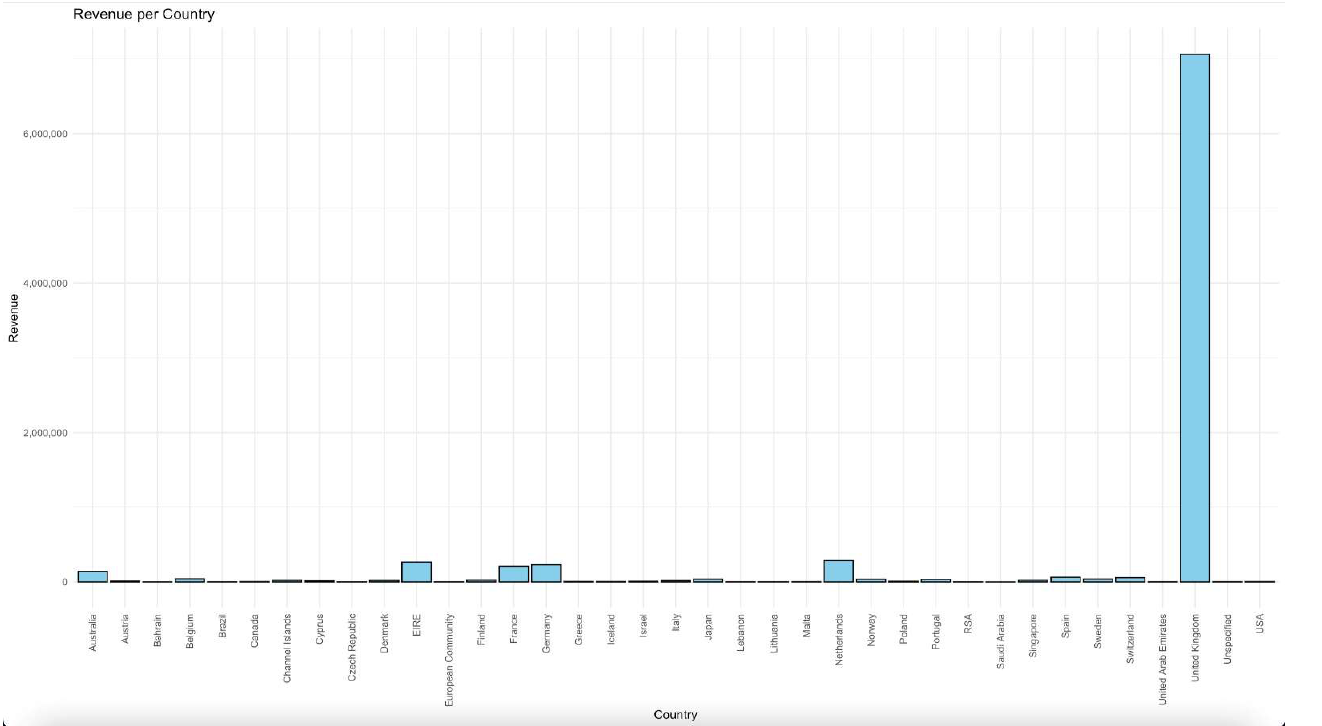 Revenue per Country
6,000,000
4,000,000
2,000,000
0
Revenue
Australia
Austria
Bahrain
Belgium
Brazil
Canada
Channel Islands
Cyprus
Czech Republic
Denmark
EIRE
European Community
Finland
France
Germany
Greece
Iceland
Israel
Italy
Japan
Lebanon
Lithuania
Malta
Netherlands
Norway
Poland
Portugal
RSA
Saudi Arabia
Singapore
Spain
Sweden
Switzerland
United Arab Emirates
United Kingdom
Unspecified
USA
Country